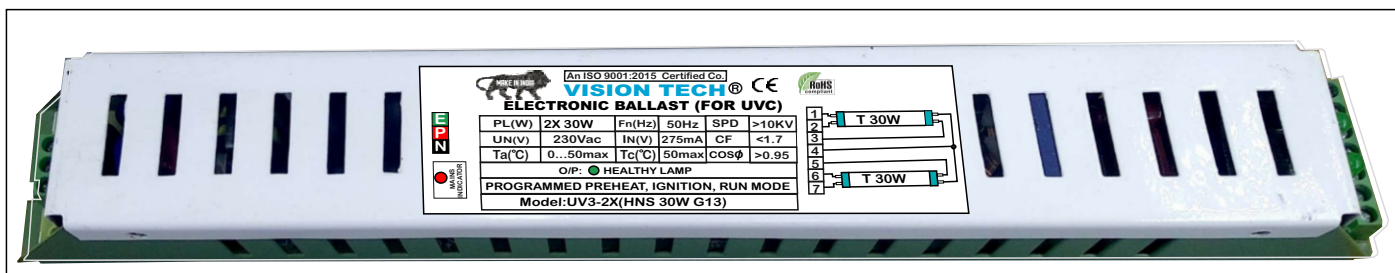 MAKE IN INDIA
An ISO 9001:2015 Certified Co.
VISION TECH® CE
RoHS
compliant
ELECTRONIC BALLAST (FOR UVC)
PL(W) 2X 30W Fn(Hz) 50Hz SPD >10KV
UN(V) 230Vac IN(V) 275mA CF <1.7
Ta(℃) 0...50max Tc(℃) 50max COSϕ >0.95
O/P: HEALTHY LAMP
PROGRAMMED PREHEAT, IGNITION, RUN MODE
Model:UV3-2X(HNS 30W G13)
E
P
N
MAINS
INDICATOR
1
2
3
4
5
6
7
T 30W
T 30W